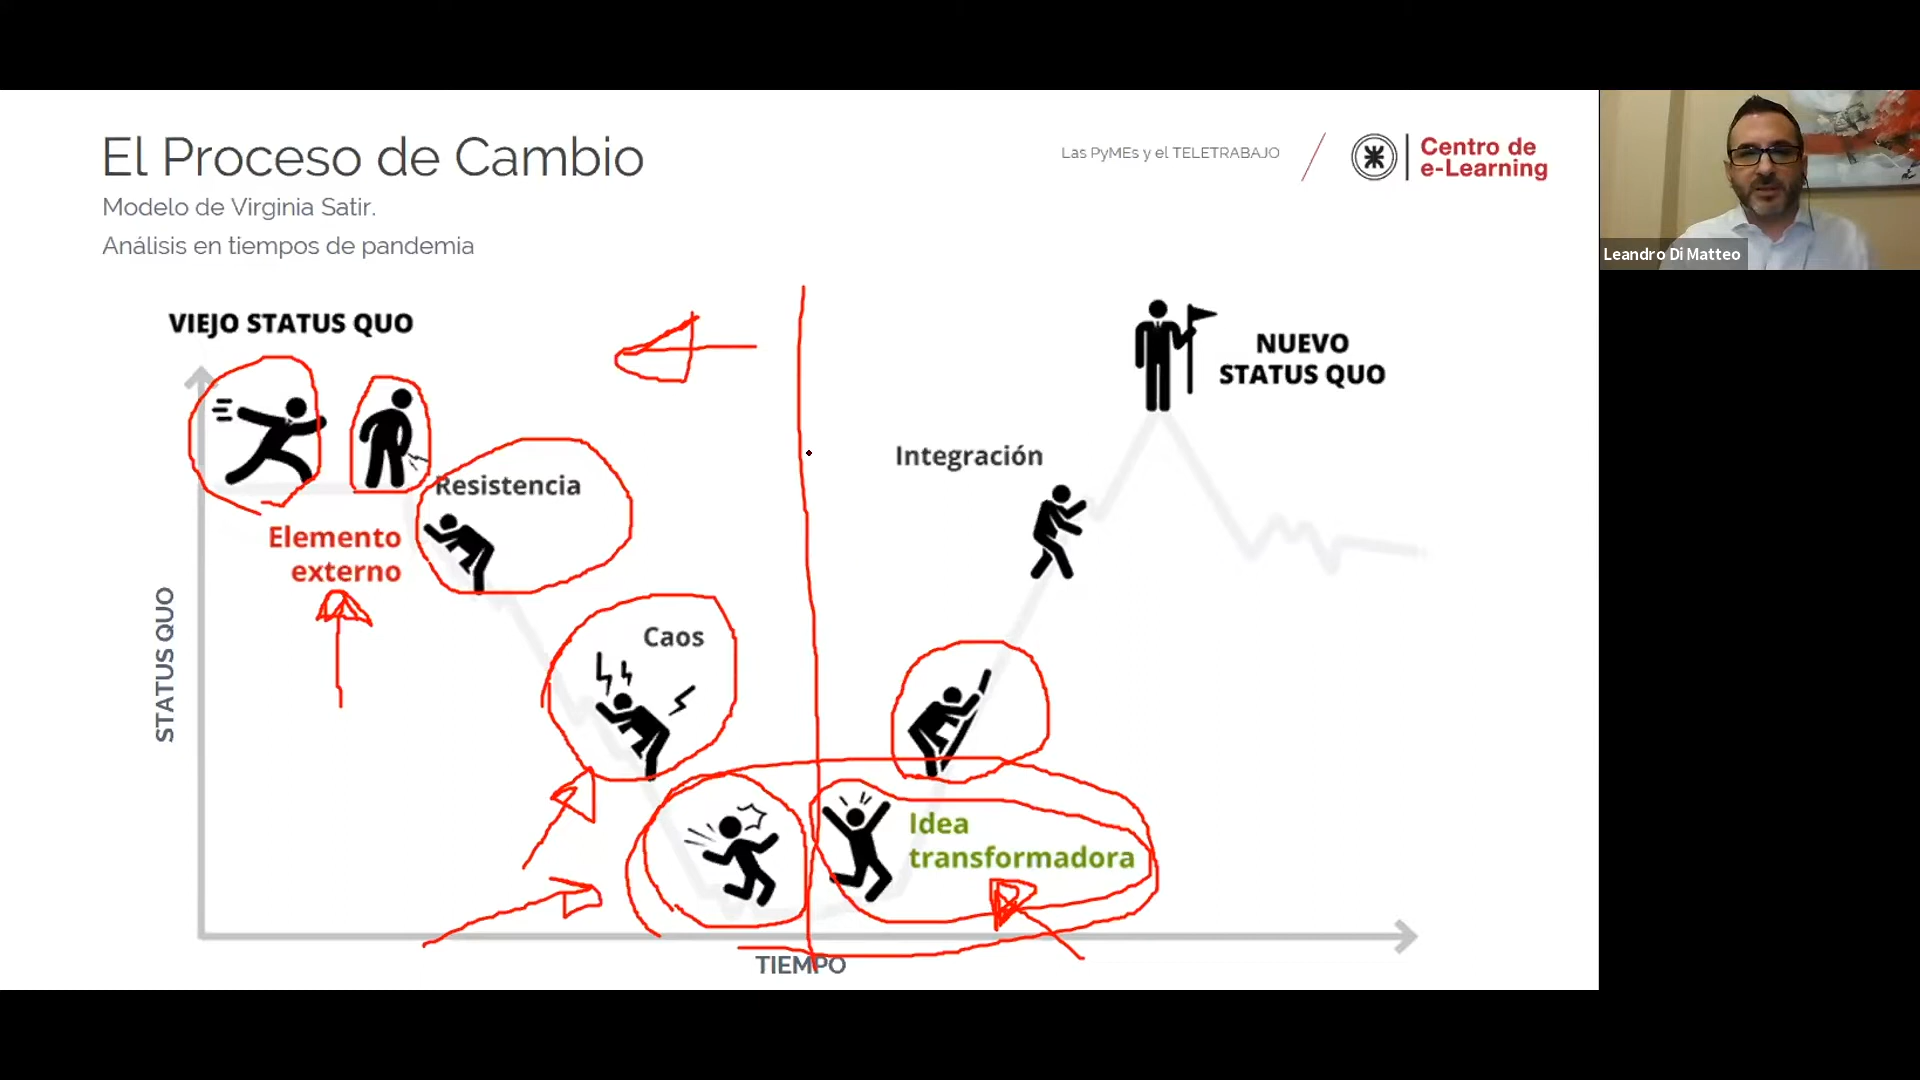 El Proceso de Cambio
Modelo de Virginia Satir.
Análisis en tiempos de pandemia
Las PyMEs y el TELETRABAJO
Centro de
e-Learning
Leandro Di Matteo
VIEJO STATUS QUO
NUEVO
STATUS QUO
Integración
Resistencia
Elemento
externo
Caos
STATUS QUO
Idea
transformadora
TIEMPO